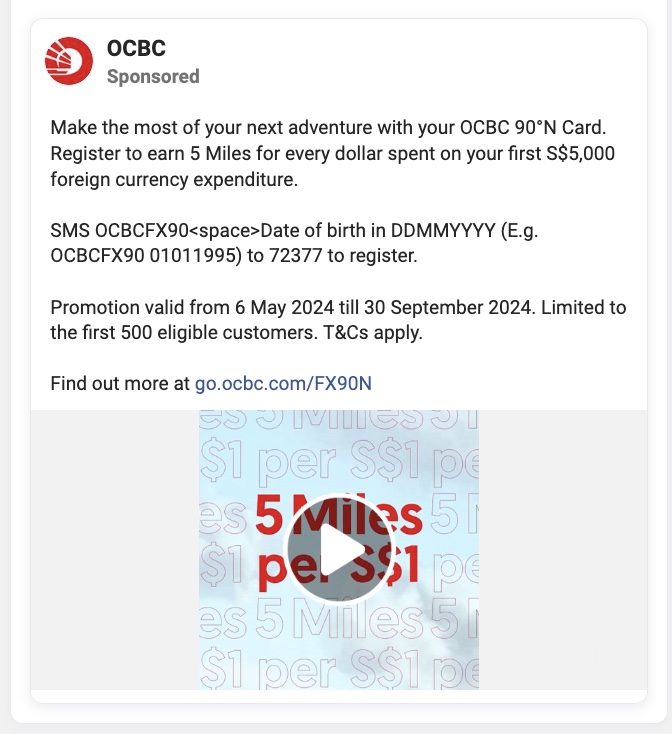 OCBC
Sponsored
Make the most of your next adventure with your OCBC 90°N Card.
Register to earn 5 Miles for every dollar spent on your first S$5,000
foreign currency expenditure.
SMS OCBCFX90<space>Date of birth in DDMMYYYY (E.g.
OCBCFX90 01011995) to 72377 to register.
Promotion valid from 6 May 2024 till 30 September 2024. Limited to
the first 500 eligible customers. T&Cs apply.
Find out more at go.ocbc.com/FX90N
es 5 Miles 5
$1 per S$1 pe
es 5 Miles 5
$1 per S$1 pe
es 5 Miles 5
$1 per S$1 pe